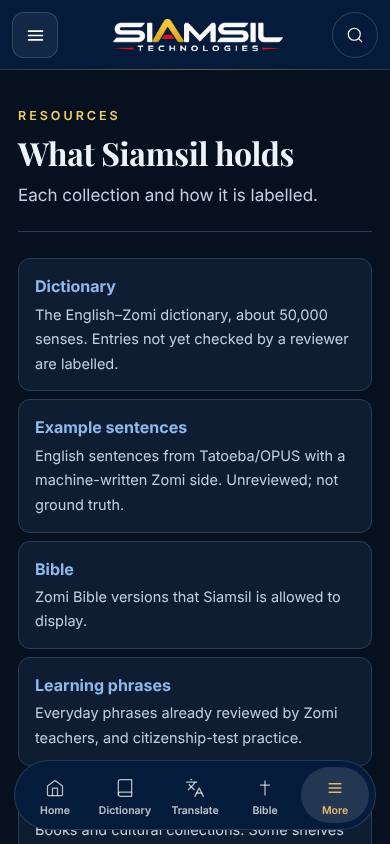 SIAMSIL
TECHNOLOGIES
RESOURCES
What Siamsil holds
Each collection and how it is labelled.
Dictionary
The English–Zomi dictionary, about 50,000
senses. Entries not yet checked by a reviewer
are labelled.
Example sentences
English sentences from Tatoeba/OPUS with a
machine-written Zomi side. Unreviewed; not
ground truth.
Bible
Zomi Bible versions that Siamsil is allowed to
display.
Learning phrases
Everyday phrases already reviewed by Zomi
teachers, and citizenship-test practice.
Home
Dictionary
Translate
Bible
More
Books and cultural collections. Some shelves